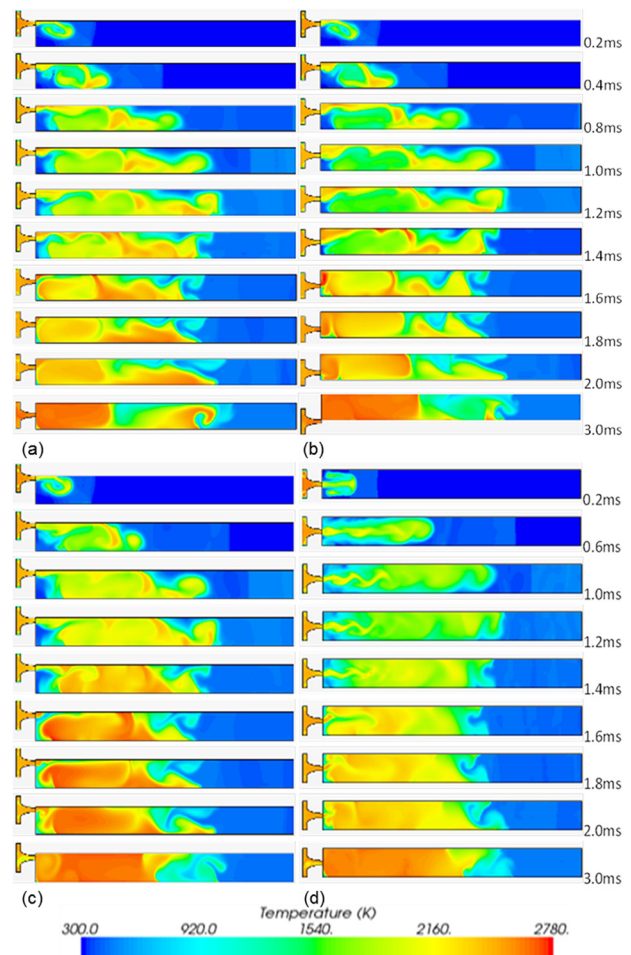 0.2ms
0.4ms
0.8ms
1.0ms
1.2ms
1.4ms
1.6ms
1.8ms
2.0ms
3.0ms
(a)
(b)
0.2ms
0.6ms
1.0ms
1.2ms
1.4ms
1.6ms
1.8ms
2.0ms
3.0ms
(c)
(d)
Temperature (K)
300.0 920.0 1540. 2160. 2780.